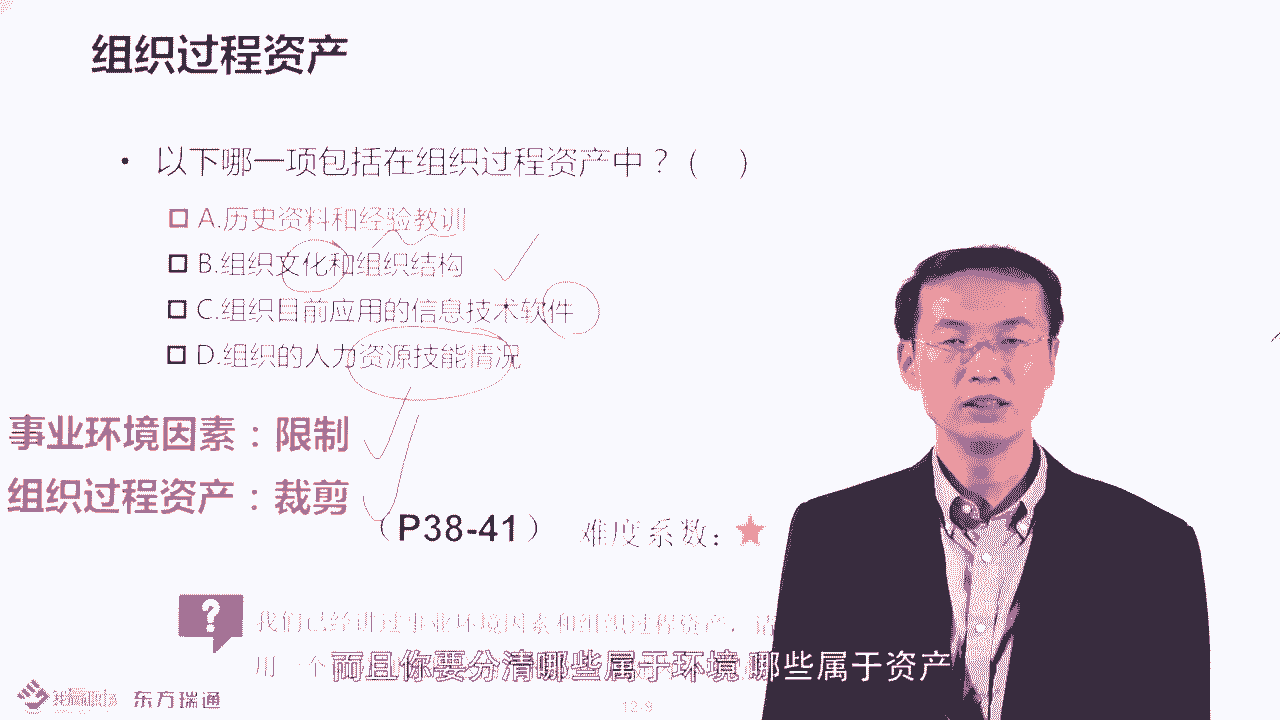 组织过程资产
• 以下哪一项包括在组织过程资产中？（ ）
A.历史资料和经验教训
B.组织文化和组织结构
C.组织目前应用的信息技术软件
D.组织的人力资源技能情况
事业环境因素：限制
组织过程资产：裁剪
（P38-41） 难度系数：
我们已经讲过事业环境因素和组织过程资产，请
用一个
而且你要分清哪些属于环境 哪些属于资产
东方瑞通
129